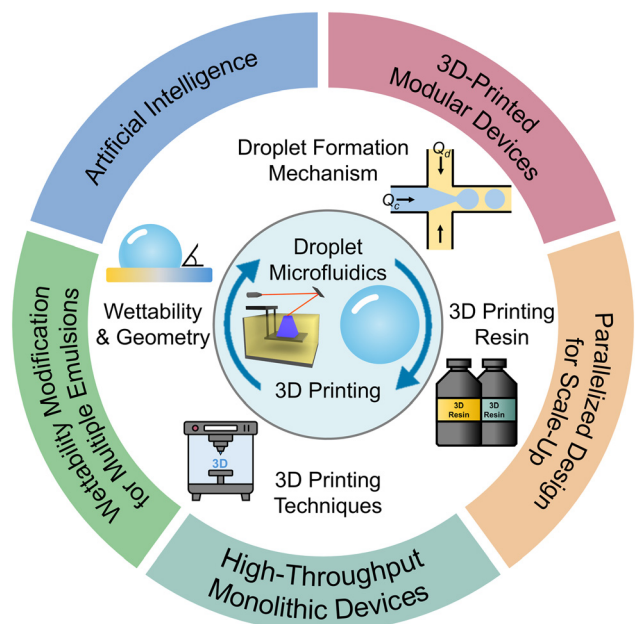 Artificial Intelligence
3D-Printed
Modular Devices
Parallelized Design
for Scale-Up
High-Throughput
Monolithic Devices
Wettability Modification
for Multiple Emulsions
Droplet Formation
Mechanism
Qd
Qc
Wettability
& Geometry
3D Printing
Resin
3D
Resin
3D
Resin
3D Printing
Techniques
3D
Droplet
Microfluidics
3D Printing